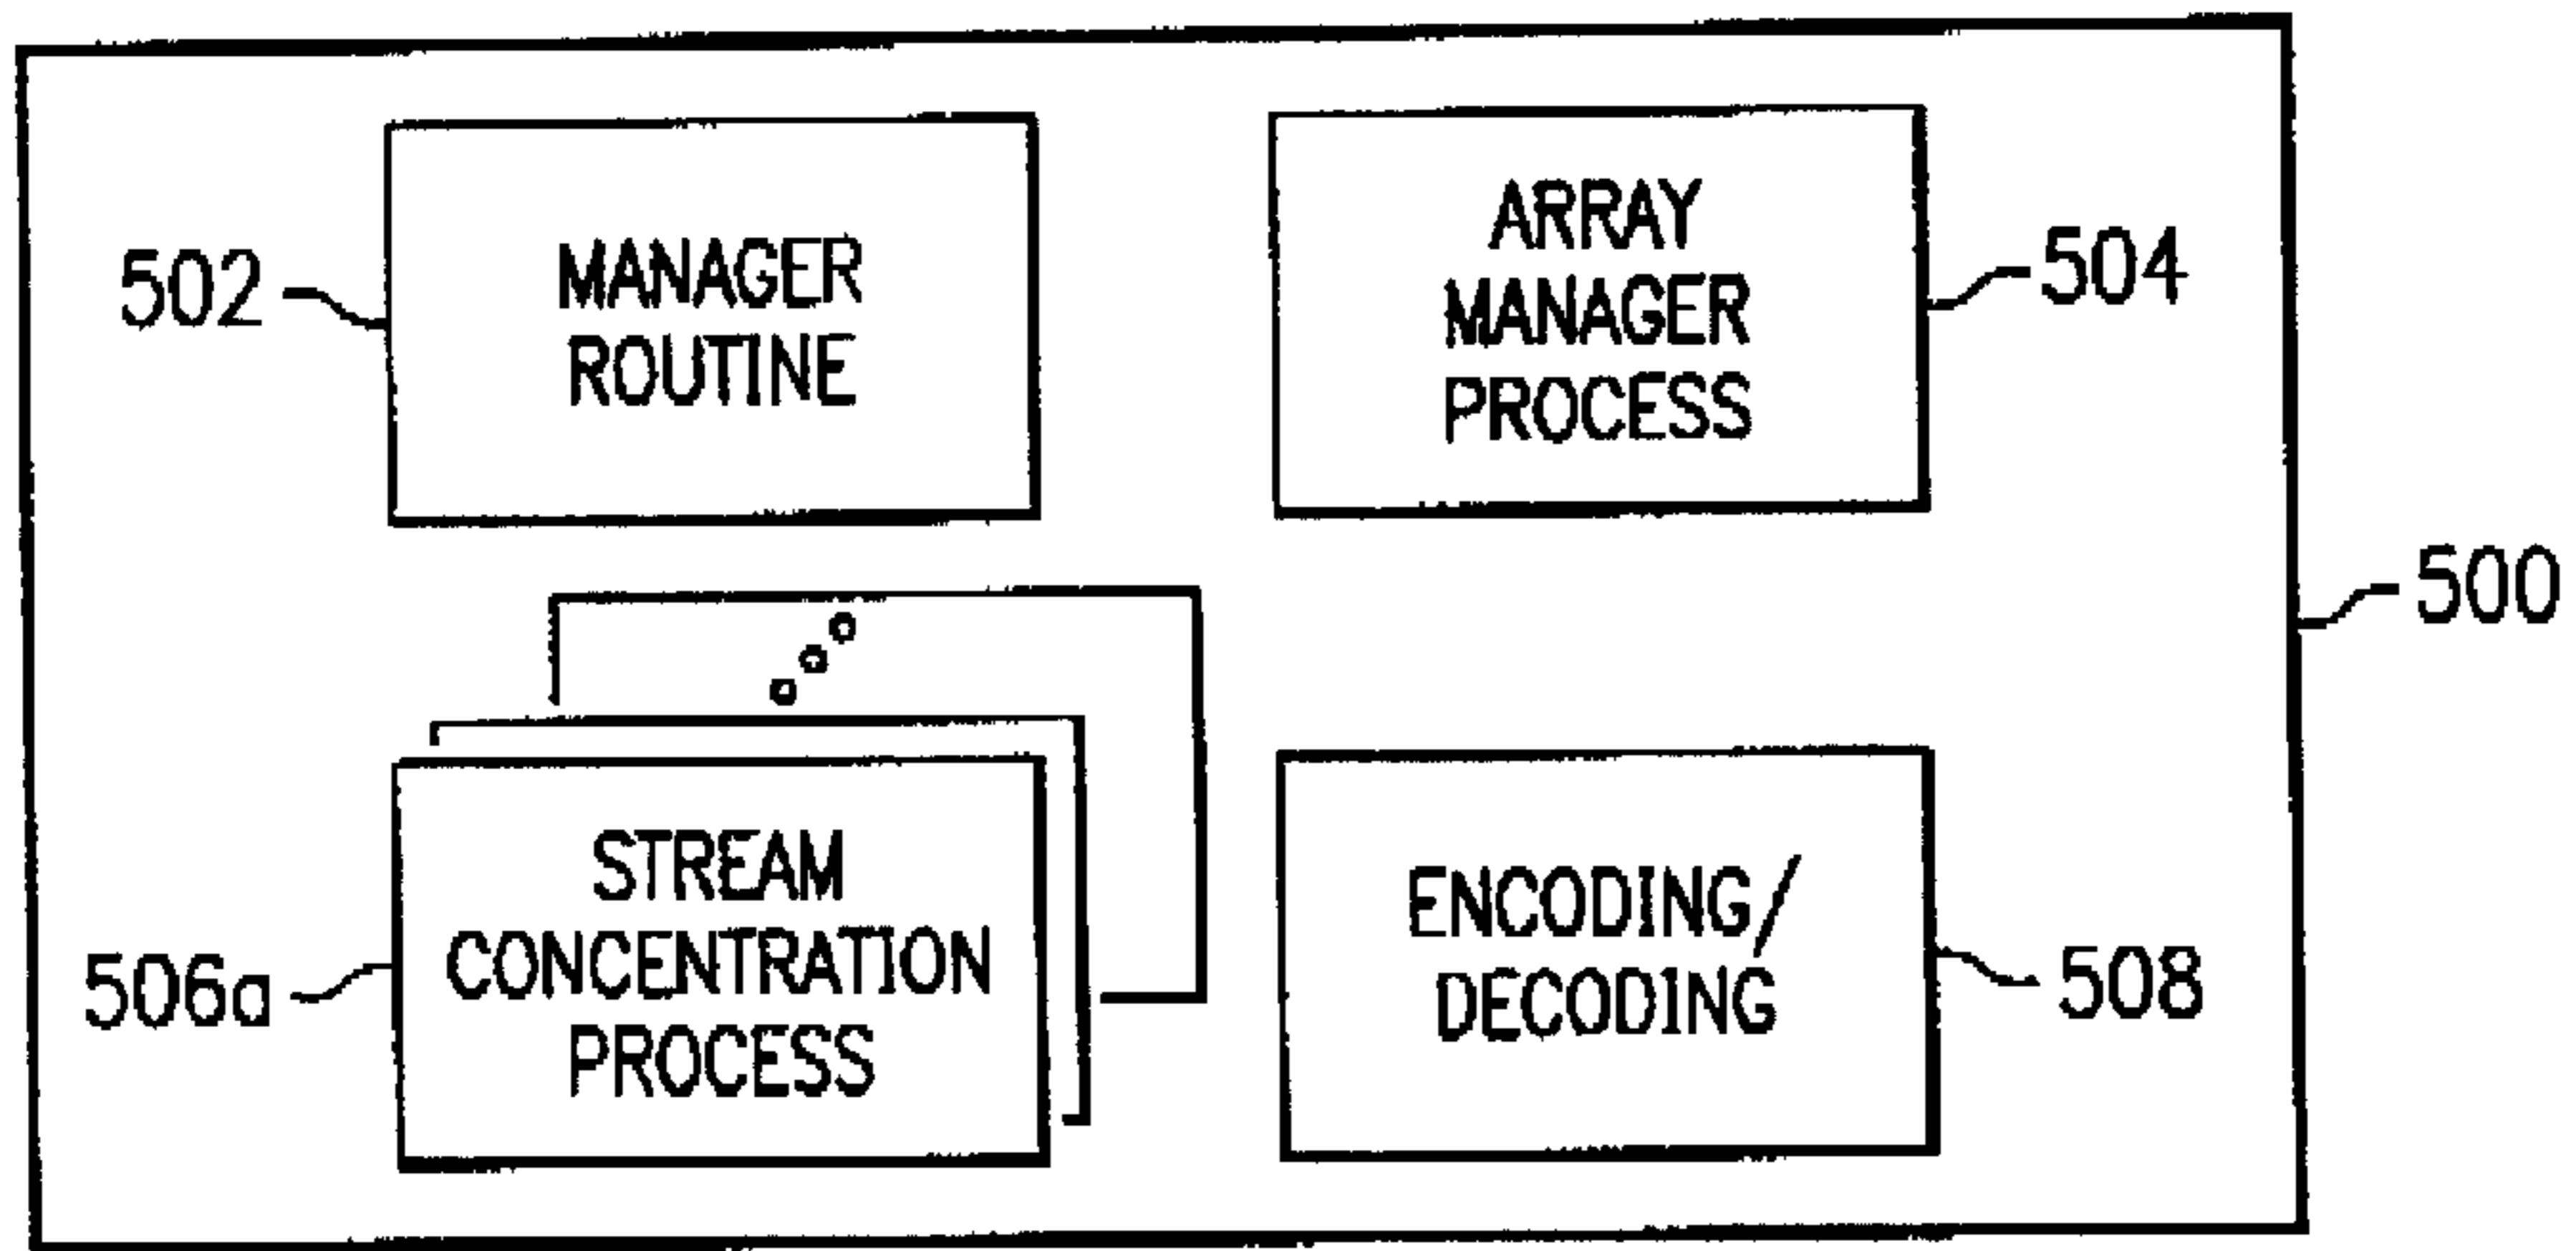 502
MANAGER
ROUTINE
ARRAY
MANAGER
PROCESS
504
500
506a
STREAM
CONCENTRATION
PROCESS
ENCODING/
DECODING
508